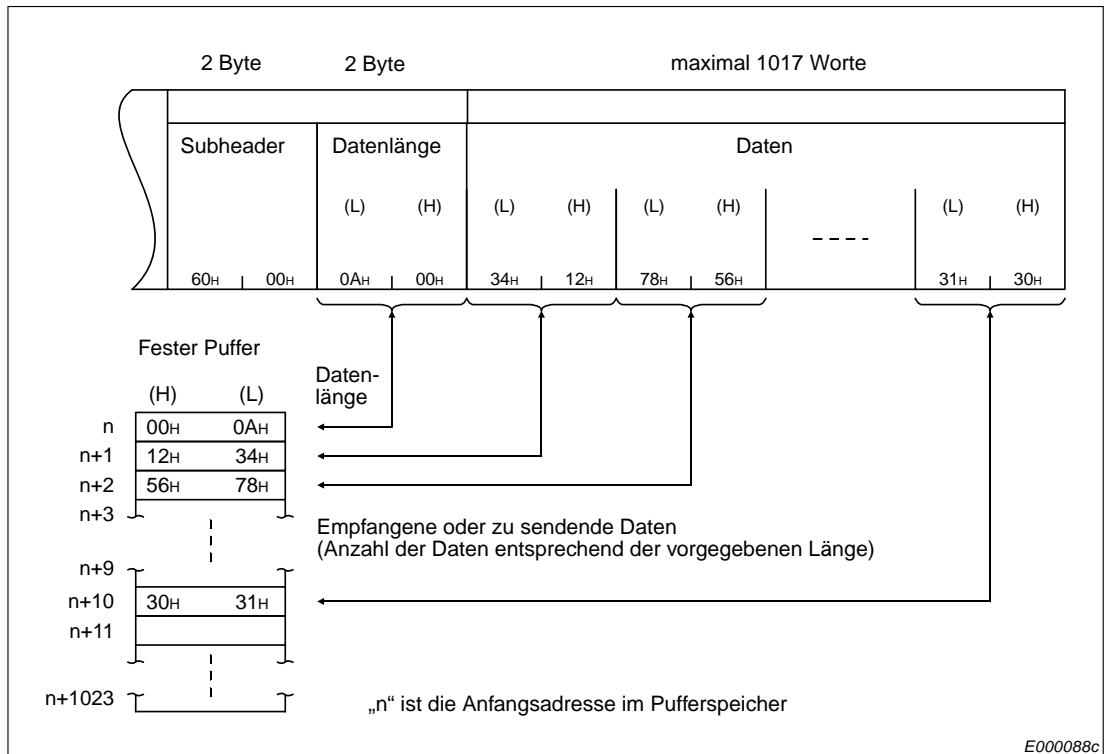 2 Byte 2 Byte maximal 1017 Worte
Subheader Datenlänge Daten
(L) (H) (L) (H) (L) (H) (L) (H)
60H 00H 0AH 00H 34H 12H 78H 56H 31H 30H
Fester Puffer
Daten-
länge
(H) (L)
n 00H 0AH
n+1 12H 34H
n+2 56H 78H
n+3
Empfangene oder zu sendende Daten
(Anzahl der Daten entsprechend der vorgegebenen Länge)
n+9
n+10 30H 31H
n+11
n+1023
„n“ ist die Anfangsadresse im Pufferspeicher
E000088c